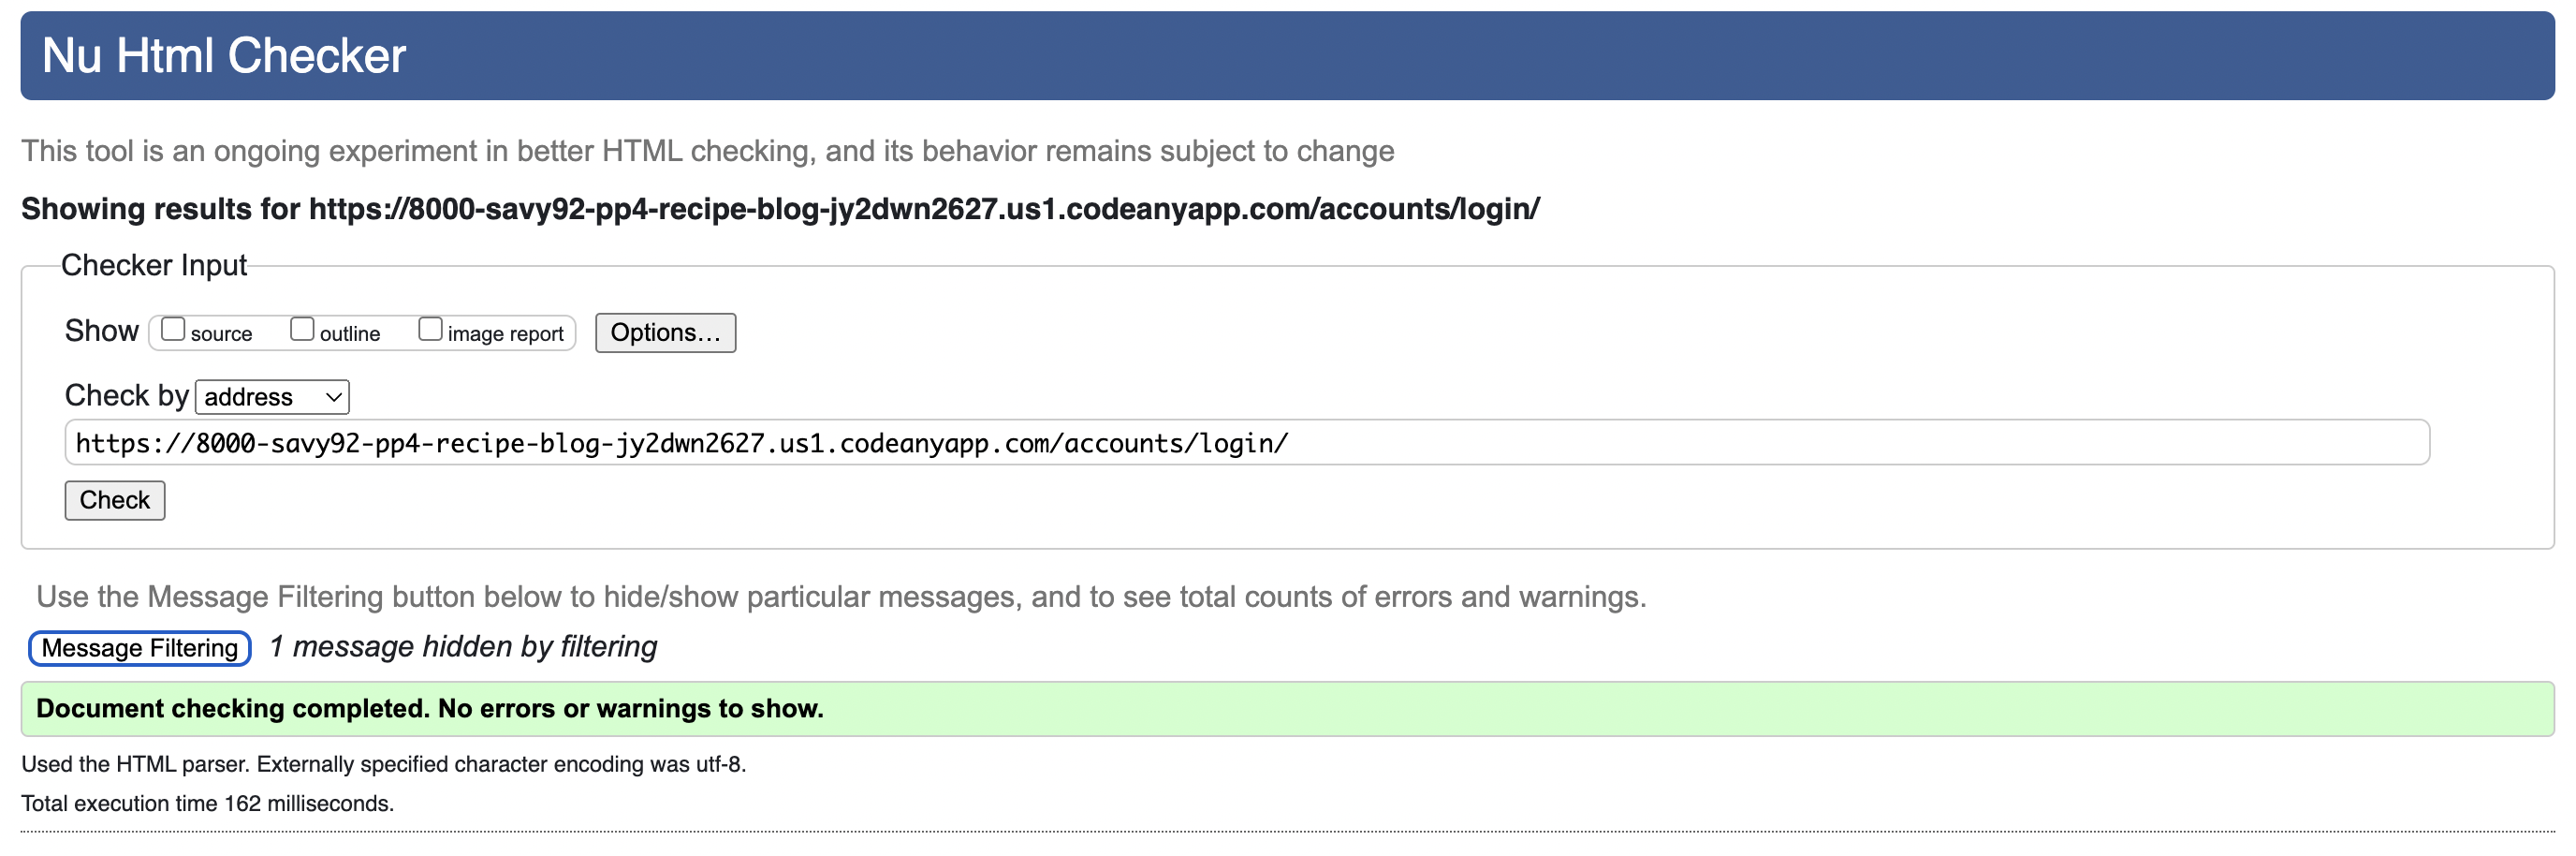 Nu Html Checker
This tool is an ongoing experiment in better HTML checking, and its behavior remains subject to change
Showing results for https://8000-savy92-pp4-recipe-blog-jy2dwn2627.us1.codeanyapp.com/accounts/login/
Checker Input
Show source outline image report Options…
Check by address
https://8000-savy92-pp4-recipe-blog-jy2dwn2627.us1.codeanyapp.com/accounts/login/
Check
Use the Message Filtering button below to hide/show particular messages, and to see total counts of errors and warnings.
Message Filtering 1 message hidden by filtering
Document checking completed. No errors or warnings to show.
Used the HTML parser. Externally specified character encoding was utf-8.
Total execution time 162 milliseconds.